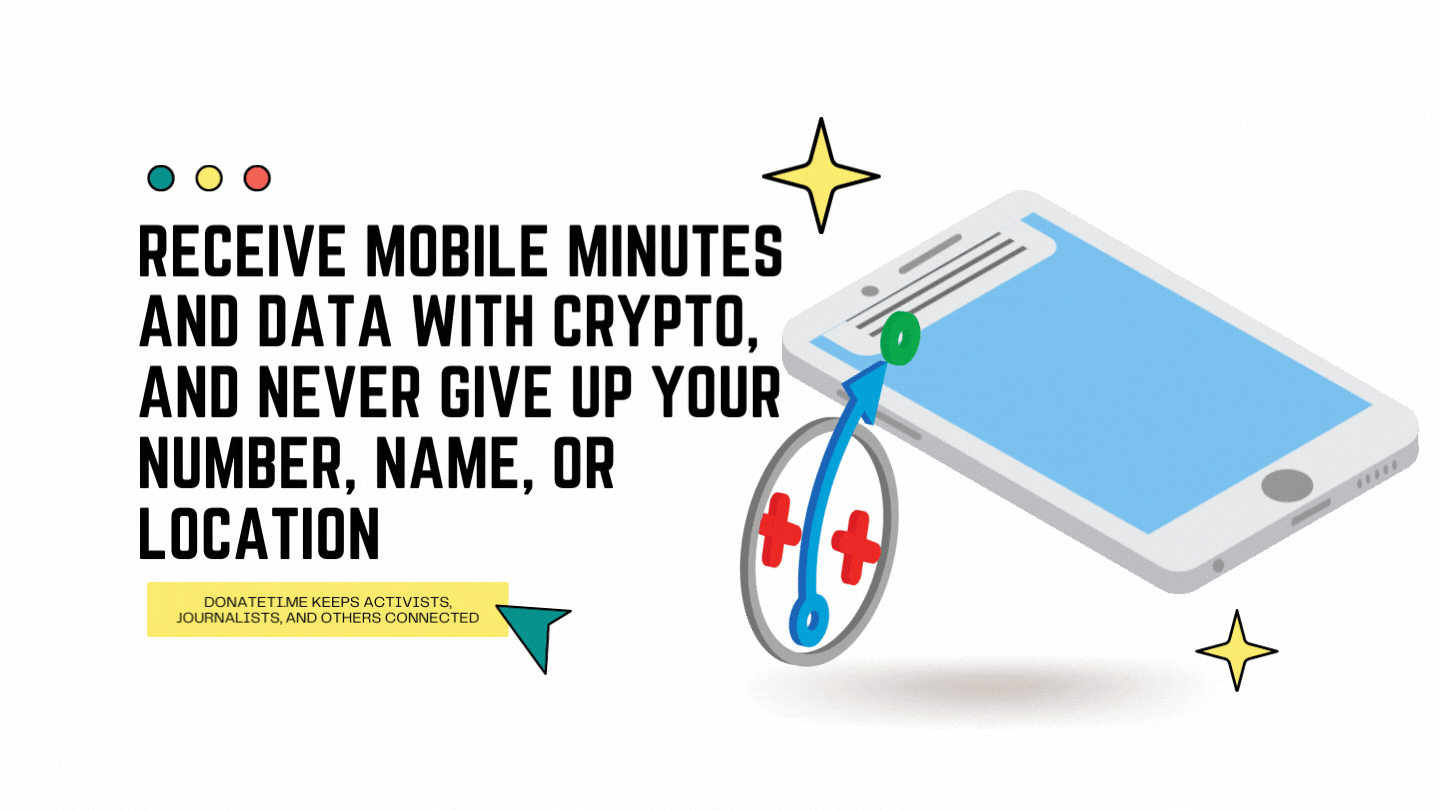 RECEIVE MOBILE MINUTES
AND DATA WITH CRYPTO,
AND NEVER GIVE UP YOUR
NUMBER, NAME, OR
LOCATION
DONATETI.ME KEEPS ACTIVISTS,
JOURNALISTS, AND OTHERS CONNECTED